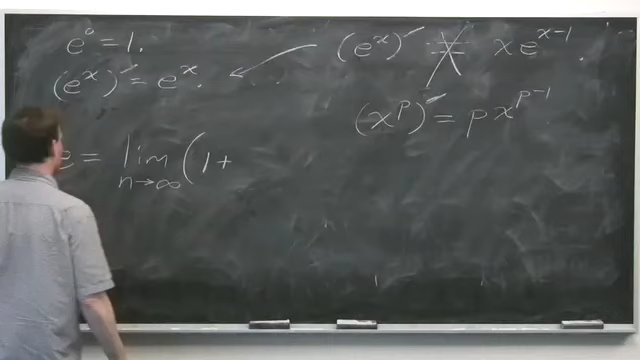 e⁰ = 1.
(eˣ)′ = eˣ.
e = lim n→∞ (1 +
(eˣ)′ ≠ x eˣ⁻¹.
(xᵖ)′ = p xᵖ⁻¹